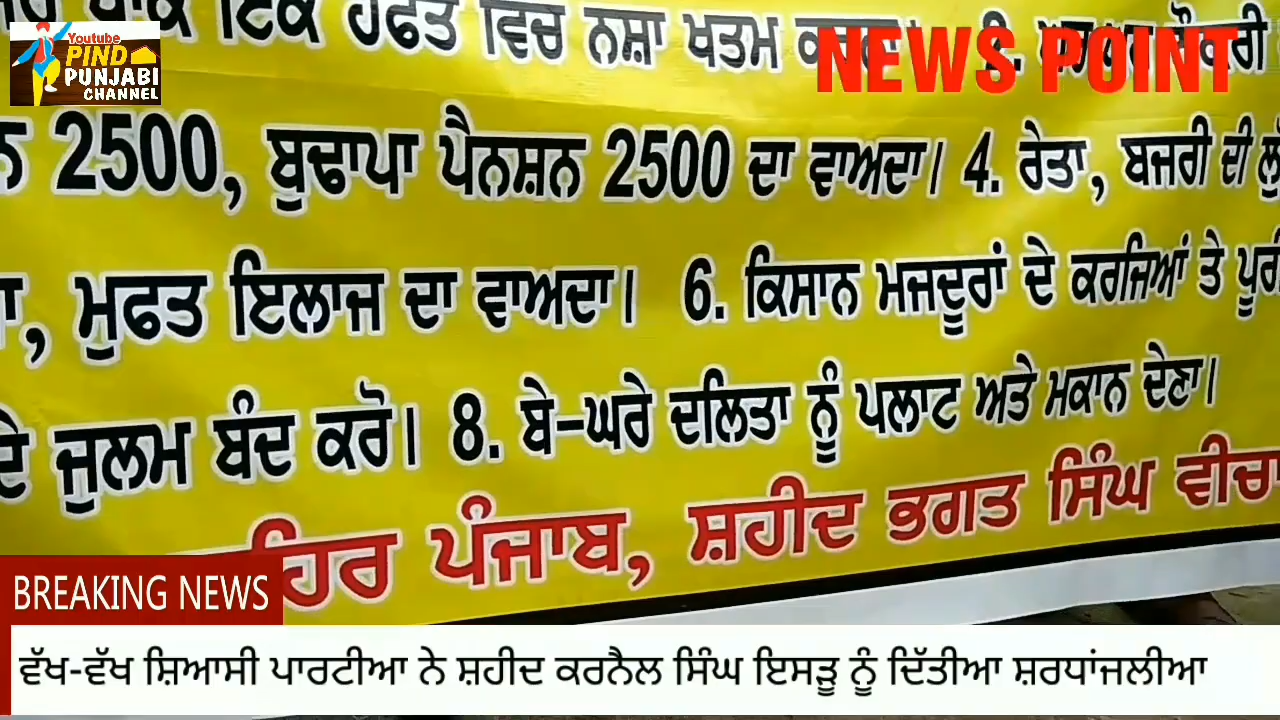 Youtube
PIND
PUNJABI
CHANNEL
NEWS POINT
ਹਫਤੇ ਵਿਚ ਨਸ਼ਾ ਖਤਮ
2500, ਬੁਢਾਪਾ ਪੈਨਸ਼ਨ 2500 ਦਾ ਵਾਅਦਾ। 4. ਰੇਤਾ, ਬਜਰੀ ਦੀ
ਮੁਫਤ ਇਲਾਜ ਦਾ ਵਾਅਦਾ। 6. ਕਿਸਾਨ ਮਜਦੂਰਾਂ ਦੇ ਕਰਜਿਆਂ ਤੇ
ਦੇ ਜੁਲਮ ਬੰਦ ਕਰੋ। 8. ਬੇ-ਘਰੇ ਦਲਿਤਾ ਨੂੰ ਪਲਾਟ ਅਤੇ ਮਕਾਨ ਦੇਣਾ।
ਪੰਜਾਬ, ਸ਼ਹੀਦ ਭਗਤ ਸਿੰਘ
BREAKING NEWS
ਵੱਖ-ਵੱਖ ਸ਼ਿਆਸੀ ਪਾਰਟੀਆ ਨੇ ਸ਼ਹੀਦ ਕਰਨੈਲ ਸਿੰਘ ਇਸੜੂ ਨੂੰ ਦਿੱਤੀਆ ਸ਼ਰਧਾਂਜਲੀਆ